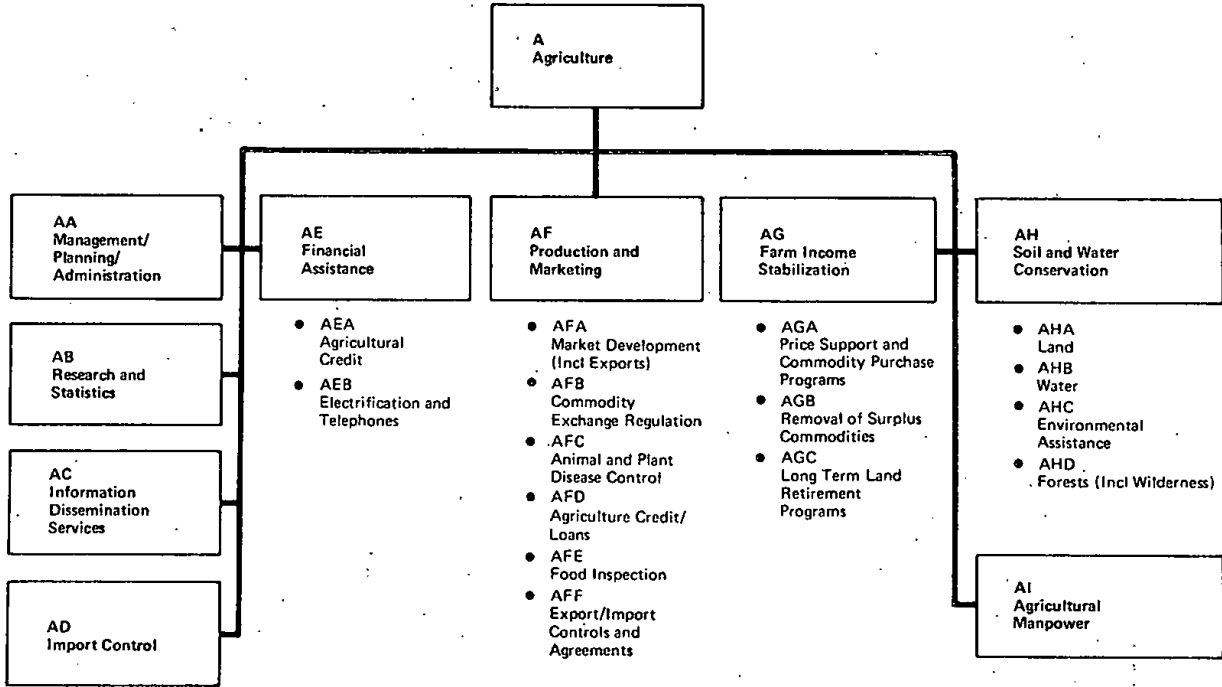 A
Agriculture
AA
Management/
Planning/
Administration
AB
Research and
Statistics
AC
Information
Dissemination
Services
AD
Import Control
AE
Financial
Assistance
● AEA
Agricultural
Credit
● AEB
Electrification and
Telephones
AF
Production and
Marketing
● AFA
Market Development
(Incl Exports)
● AFB
Commodity
Exchange Regulation
● AFC
Animal and Plant
Disease Control
● AFD
Agriculture Credit/
Loans
● AFE
Food Inspection
● AFF
Export/Import
Controls and
Agreements
AG
Farm Income
Stabilization
● AGA
Price Support and
Commodity Purchase
Programs
● AGB
Removal of Surplus
Commodities
● AGC
Long Term Land
Retirement
Programs
AH
Soil and Water
Conservation
● AHA
Land
● AHB
Water
● AHC
Environmental
Assistance
● AHD
Forests (Incl Wilderness)
AI
Agricultural
Manpower